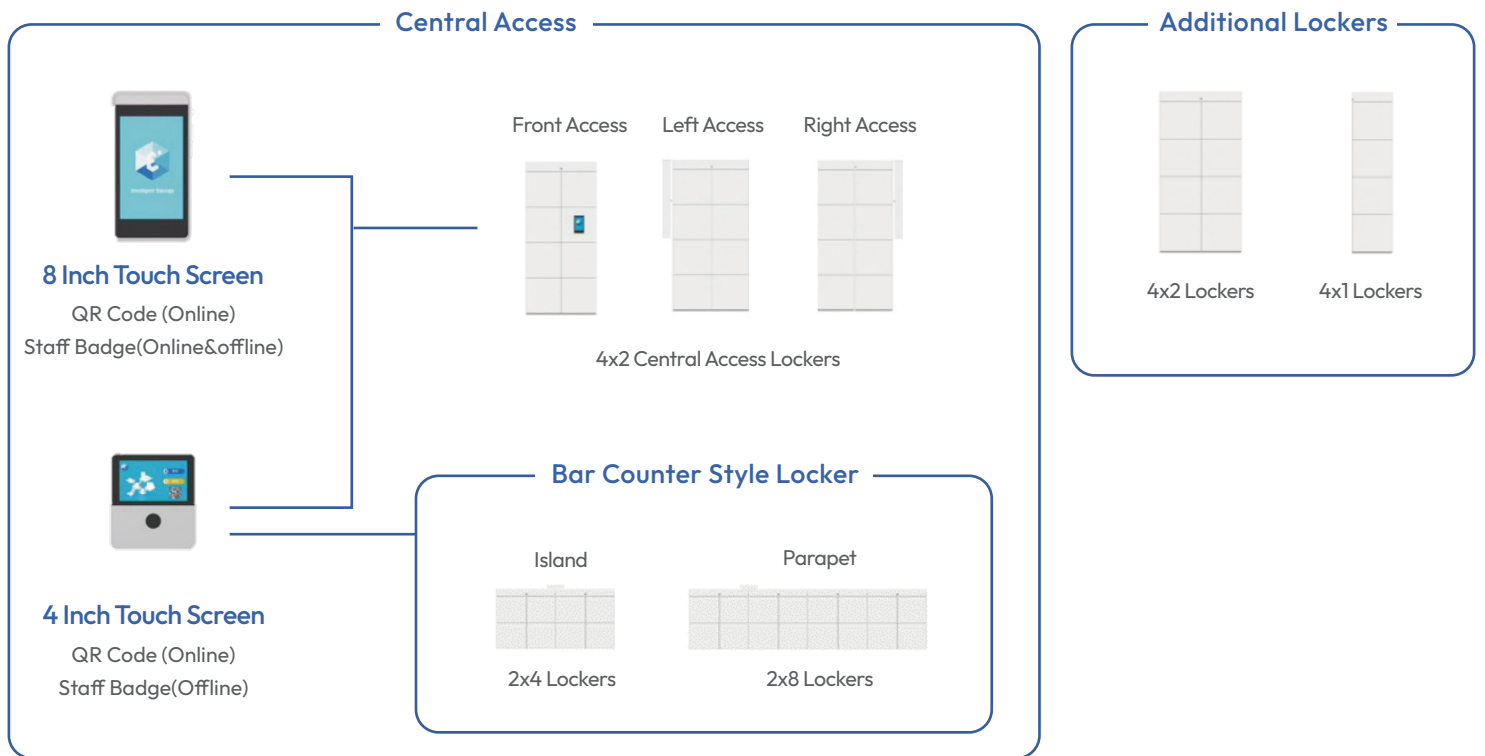 Central Access
Additional Lockers
Front Access
Left Access
Right Access
8 Inch Touch Screen
QR Code (Online)
Staff Badge(Online&offline)
4x2 Central Access Lockers
4x2 Lockers
4x1 Lockers
Bar Counter Style Locker
Island
Parapet
4 Inch Touch Screen
QR Code (Online)
Staff Badge(Offline)
2x4 Lockers
2x8 Lockers